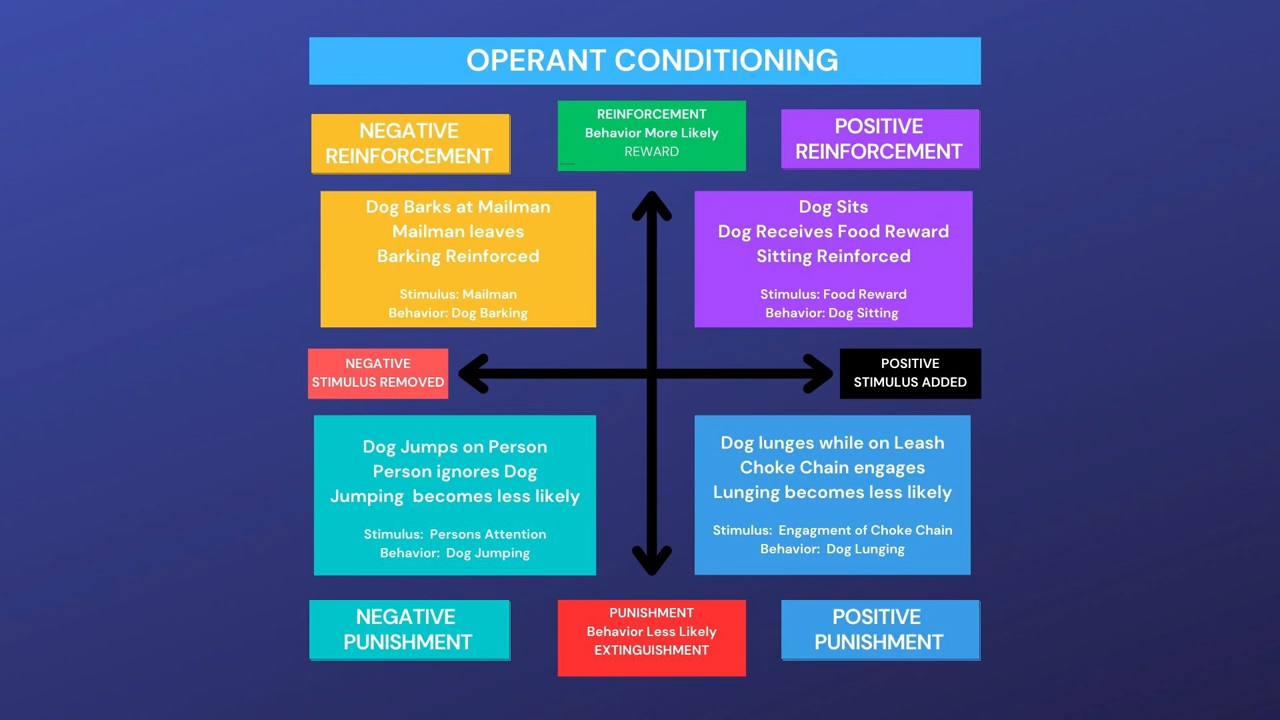 OPERANT CONDITIONING
NEGATIVE
REINFORCEMENT
REINFORCEMENT
Behavior More Likely
REWARD
POSITIVE
REINFORCEMENT
Dog Barks at Mailman
Mailman leaves
Barking Reinforced
Stimulus: Mailman
Behavior: Dog Barking
Dog Sits
Dog Receives Food Reward
Sitting Reinforced
Stimulus: Food Reward
Behavior: Dog Sitting
NEGATIVE
STIMULUS REMOVED
POSITIVE
STIMULUS ADDED
Dog Jumps on Person
Person ignores Dog
Jumping becomes less likely
Stimulus: Persons Attention
Behavior: Dog Jumping
Dog lunges while on Leash
Choke Chain engages
Lunging becomes less likely
Stimulus: Engagment of Choke Chain
Behavior: Dog Lunging
NEGATIVE
PUNISHMENT
PUNISHMENT
Behavior Less Likely
EXTINGUISHMENT
POSITIVE
PUNISHMENT